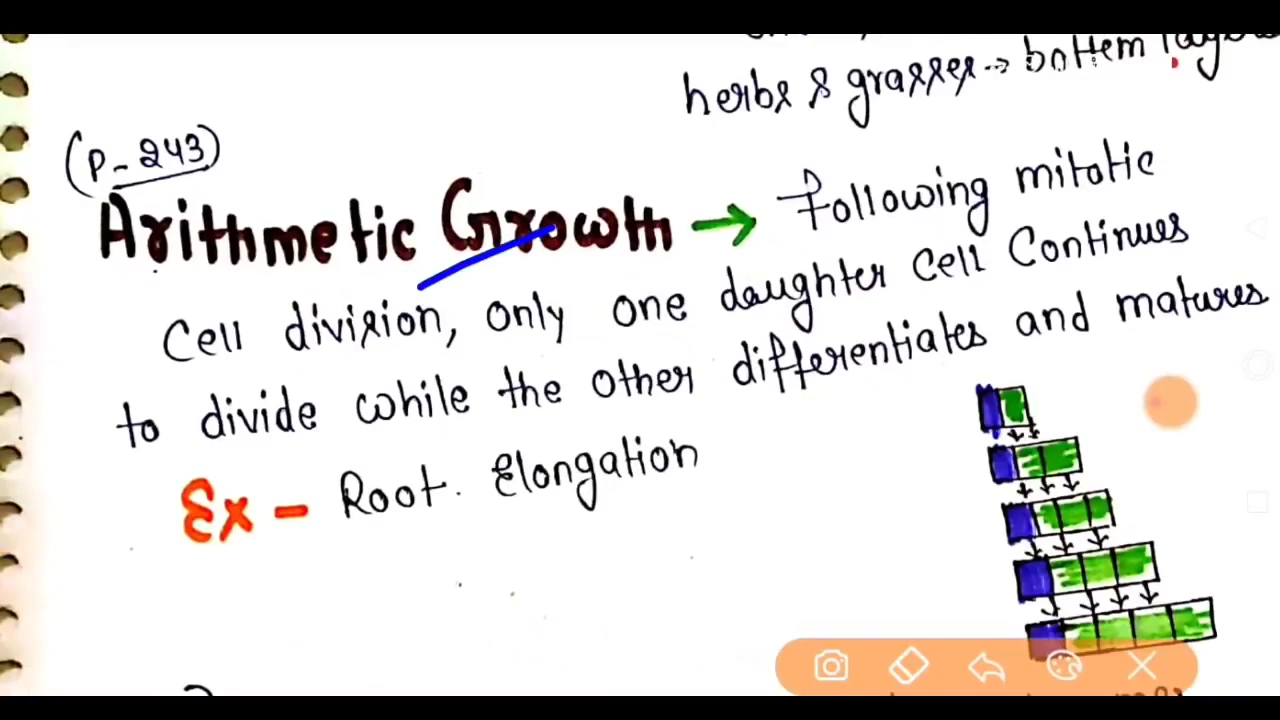 herbs & grasses → bottom
(P-243)
Arithmetic Growth → Following mitotic
Cell division, only one daughter cell Continues
to divide while the other differentiates and matures
Ex - Root. Elongation